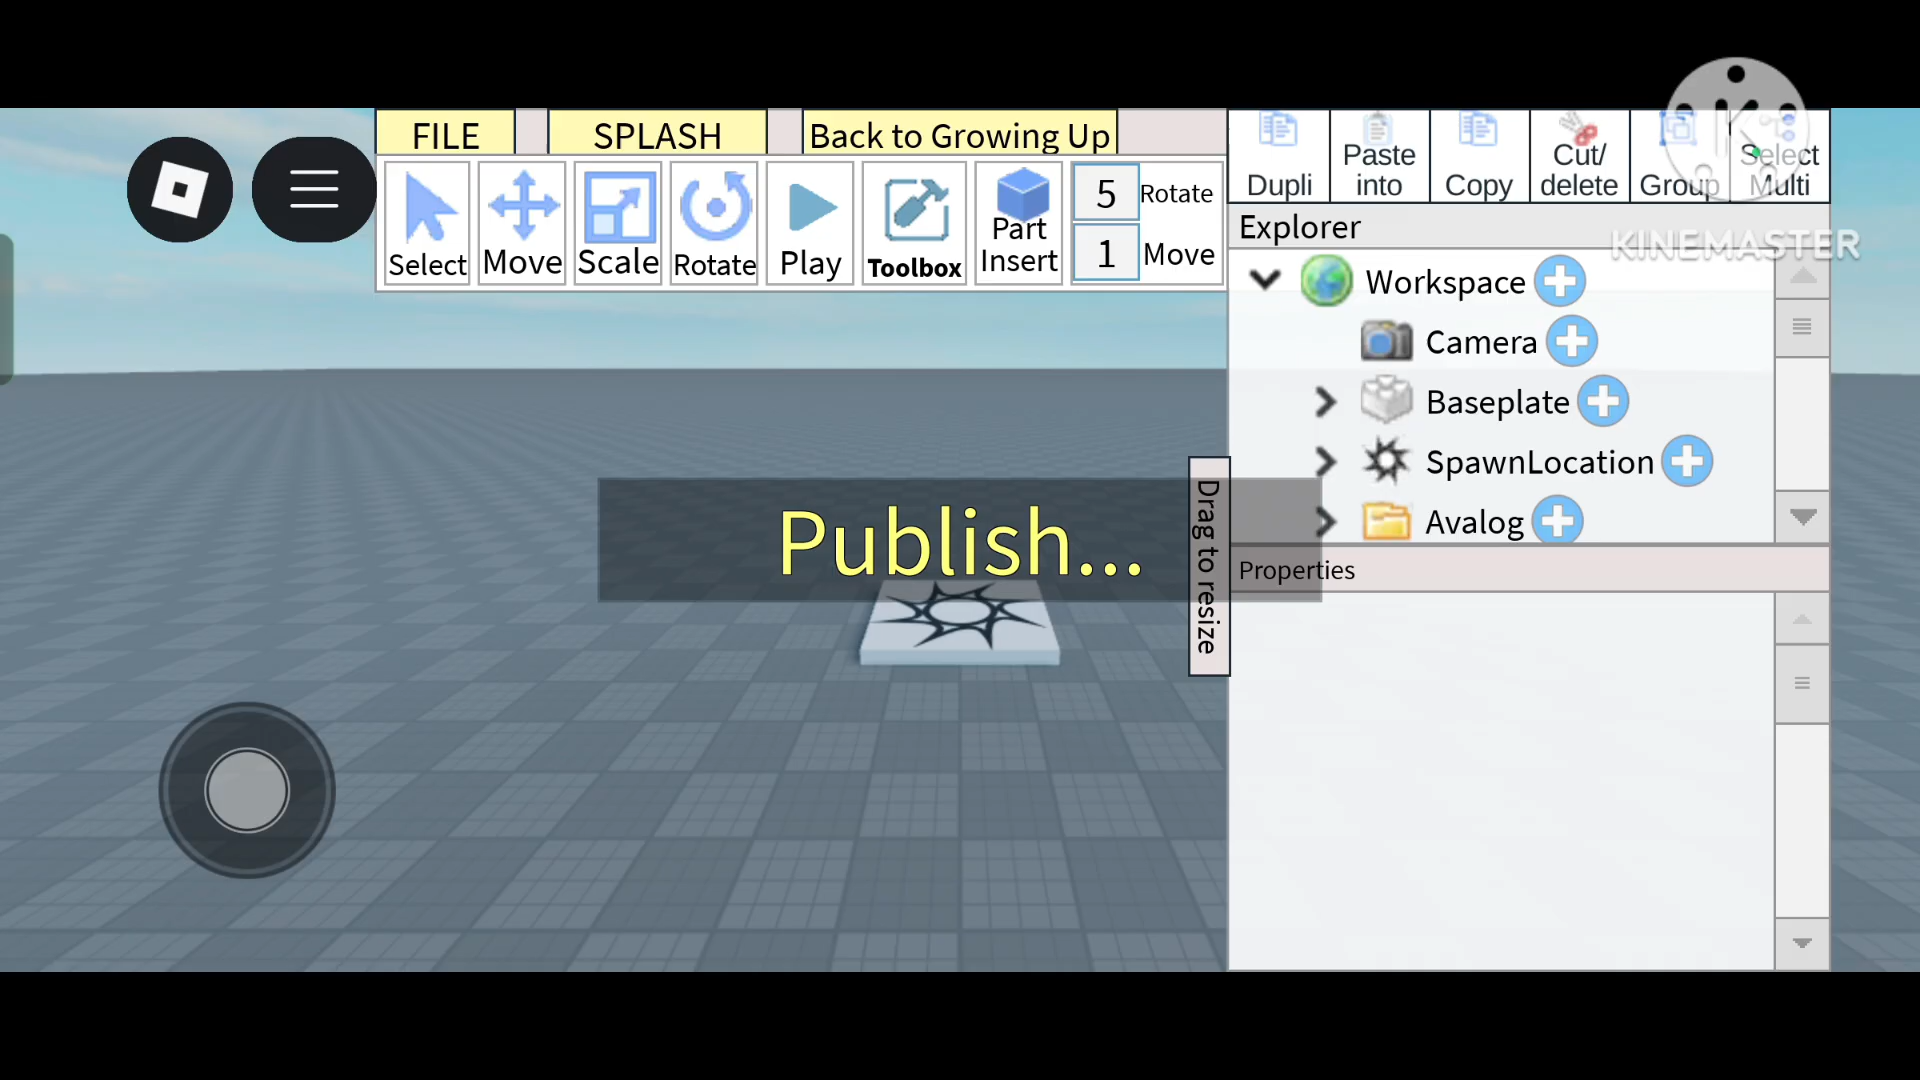 FILE
SPLASH
Back to Growing Up
Select
Move
Scale
Rotate
Play
Toolbox
Part
Insert
5 Rotate
1 Move
Dupli
Paste
into
Copy
Cut/
delete
Group
Select
Multi
KINEMASTER
Explorer
Workspace
Camera
Baseplate
SpawnLocation
Avalog
Drag to resize
Properties
Publish...